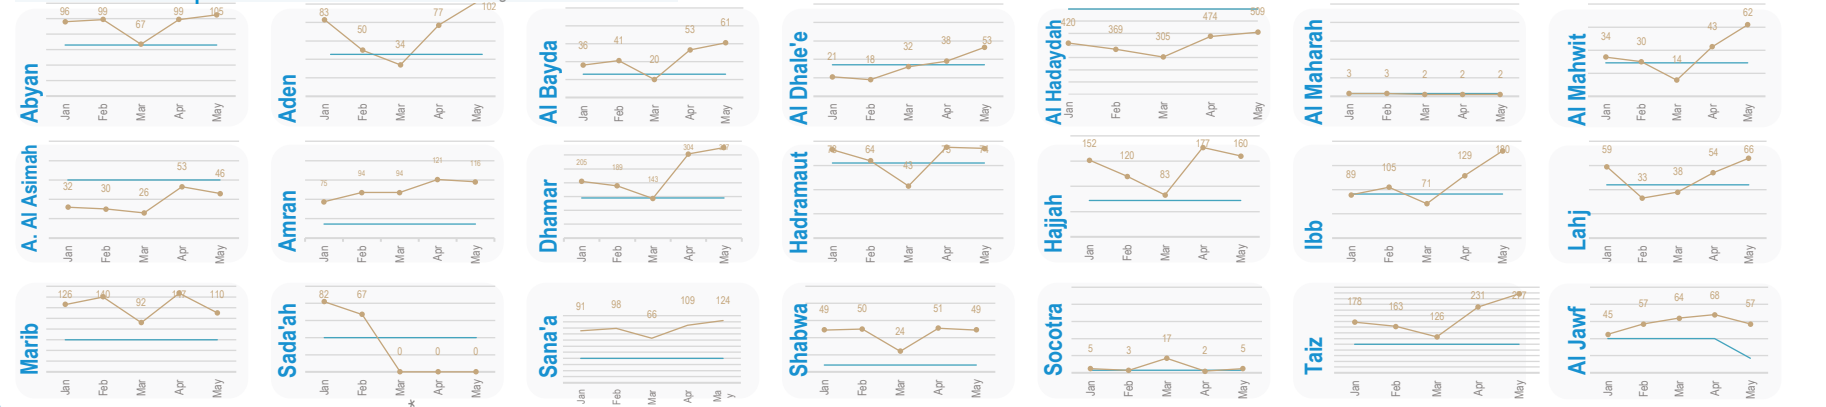 Abyan
96 99 67 99 105
Jan Feb Mar Apr May
Aden
83 50 34 77 102
Jan Feb Mar Apr May
Al Bayda
36 41 20 53 61
Jan Feb Mar Apr May
Al Dhale'e
21 18 32 38 53
Jan Feb Mar Apr May
Al Hadaydah
420 369 305 474 509
Jan Feb Mar Apr May
Al Maharah
3 3 2 2 2
Jan Feb Mar Apr May
Al Mahwit
34 30 14 43 62
Jan Feb Mar Apr May
A. Al Asimah
32 30 26 53 46
Jan Feb Mar Apr May
Amran
75 94 94 121 116
Jan Feb Mar Apr May
Dhamar
205 189 143 304
Jan Feb Mar Apr May
Hadramaut
64 43
Jan Feb Mar Apr May
Hajjah
152 120 83 177 160
Jan Feb Mar Apr May
Ibb
89 105 71 129 180
Jan Feb Mar Apr May
Lahj
59 33 38 54 66
Jan Feb Mar Apr May
Marib
126 140 92 110
Jan Feb Mar Apr May
Sada'ah
82 67 0 0 0
Jan Feb Mar Apr May
*
Sana'a
91 98 66 109 124
Jan Feb Mar Apr Ma
y
Shabwa
49 50 24 51 49
Jan Feb Mar Apr May
Socotra
5 3 17 2 5
Jan Feb Mar Apr May
Taiz
178 163 126 231 277
Jan Feb Mar Apr May
Al Jawf
45 57 64 68 57
Jan Feb Mar Apr May